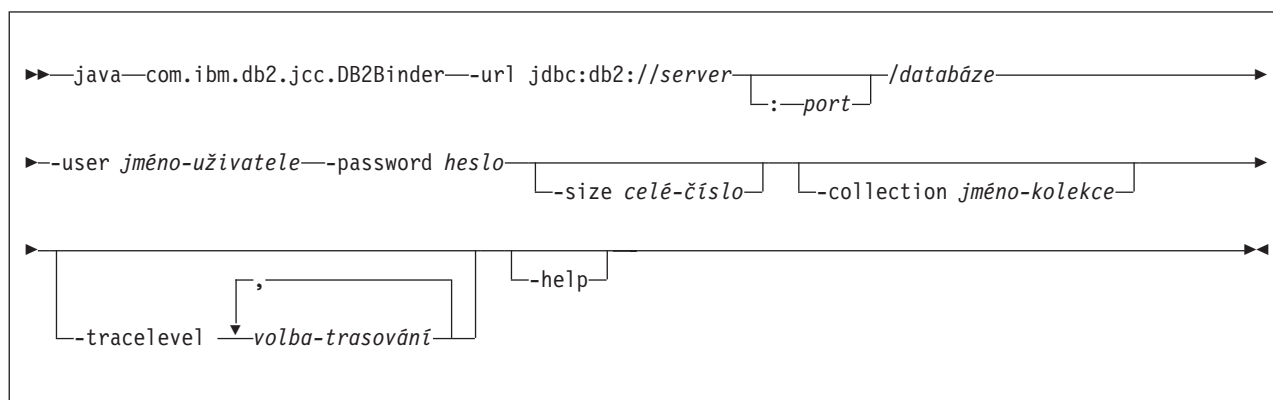 java com.ibm.db2.jcc.DB2Binder -url jdbc:db2://server /databáze
: port
-user jméno-uživatele -password heslo
-size celé-číslo -collection jméno-kolekce
,
-help
-tracelevel volba-trasování